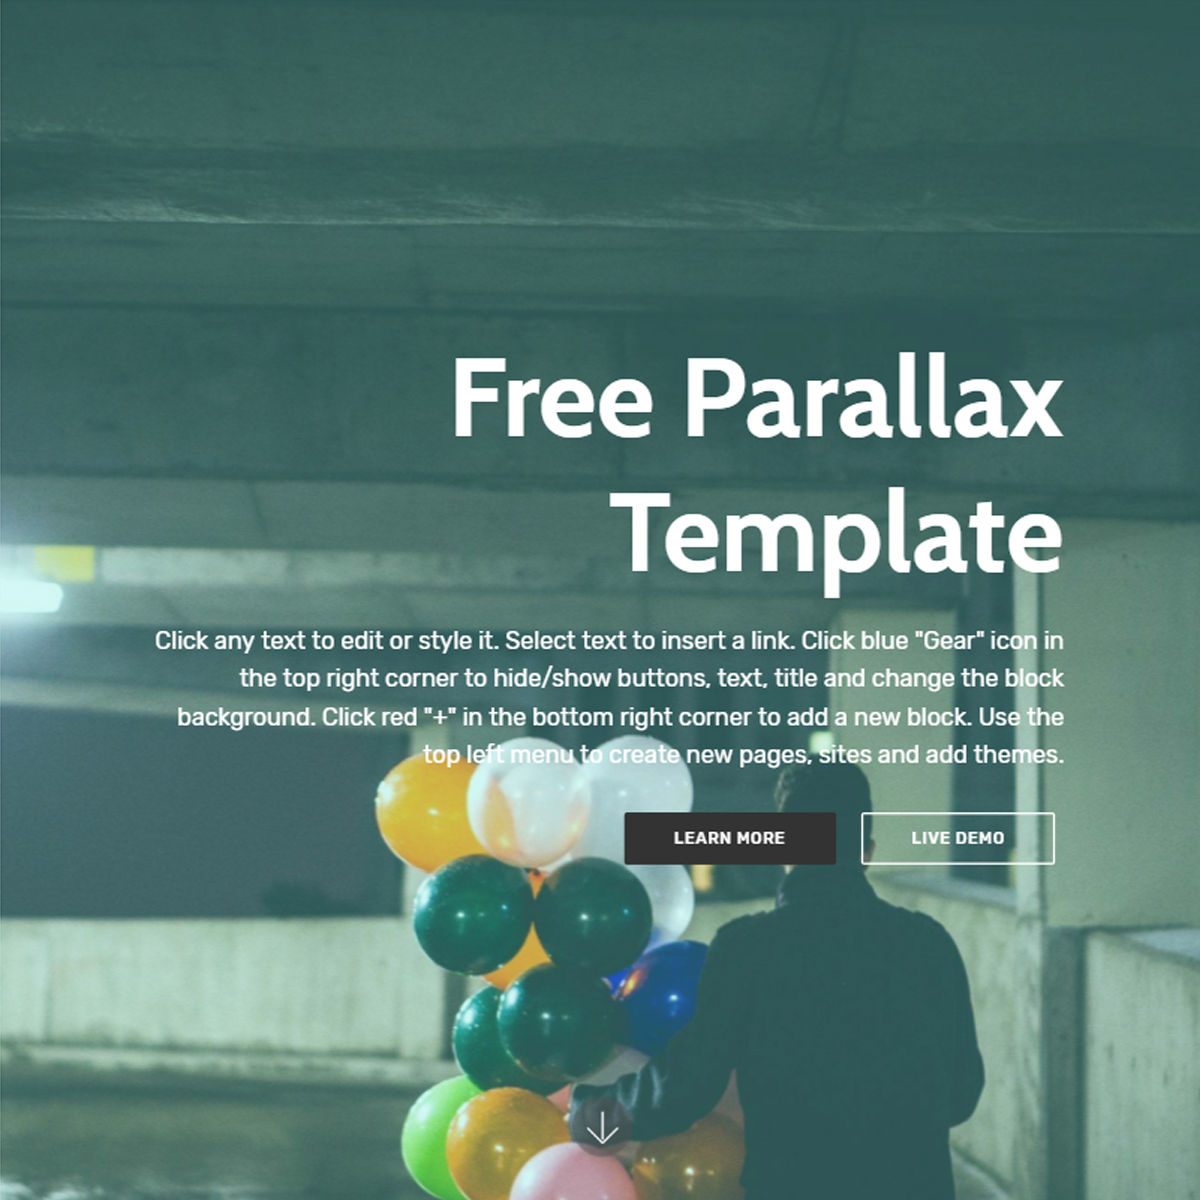 Free Parallax
Template
Click any text to edit or style it. Select text to insert a link. Click blue "Gear" icon in
the top right corner to hide/show buttons, text, title and change the block
background. Click red "+" in the bottom right corner to add a new block. Use the
top left menu to create new pages, sites and add themes.
LEARN MORE
LIVE DEMO